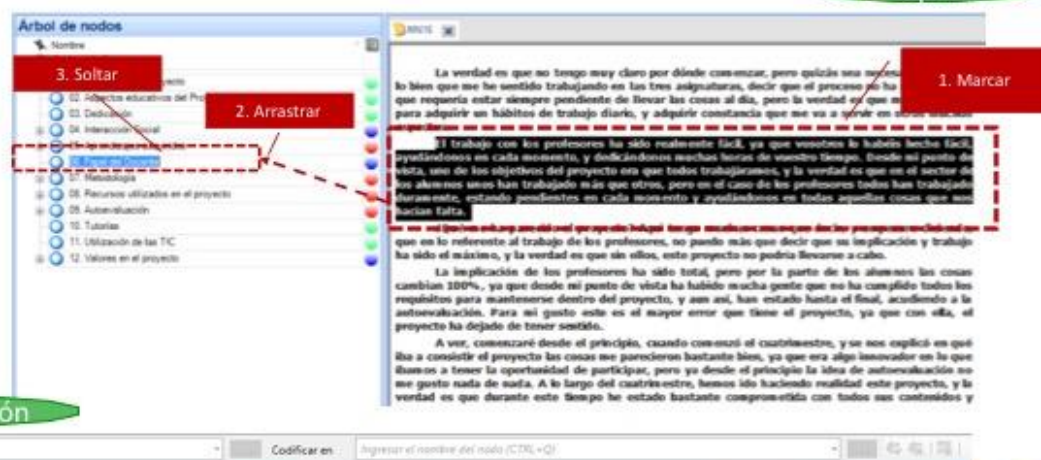 Árbol de nodos
Nombre
3. Soltar
02. Aspectos educativos del Pro
2. Arrastrar
03. Dedicación
04. Interacción Social
06. Papel del Docente
07. Metodología
08. Recursos utilizados en el proyecto
09. Autoevaluación
10. Tutorías
11. Utilización de las TIC
12. Valores en el proyecto
1. Marcar
La verdad es que no tengo muy claro por dónde comenzar, pero quizás sea
lo bien que me he sentido trabajando en las tres asignaturas, decir que el proceso no ha
que requería estar siempre pendiente de llevar las cosas al día, pero la verdad es que
para adquirir un hábitos de trabajo diario, y adquirir constancia que me va a servir en
El trabajo con los profesores ha sido realmente fácil, ya que vosotros lo habéis hecho fácil,
ayudándonos en cada momento, y dedicándonos muchas horas de vuestro tiempo. Desde mi punto de
vista, uno de los objetivos del proyecto era que todos trabajáramos, y la verdad es que en el sector de
los alumnos unos han trabajado más que otros, pero en el caso de los profesores todos han trabajado
duramente, estando pendientes en cada momento y ayudándonos en todas aquellas cosas que nos
hacían falta.
que en lo referente al trabajo de los profesores, no puedo más que decir que su implicación y trabajo
ha sido el máximo, y la verdad es que sin ellos, este proyecto no podría llevarse a cabo.
La implicación de los profesores ha sido total, pero por la parte de los alumnos las cosas
cambian 100%, ya que desde mi punto de vista ha habido mucha gente que no ha cumplido todos los
requisitos para mantenerse dentro del proyecto, y aun así, han estado hasta el final, acudiendo a la
autoevaluación. Para mi gusto este es el mayor error que tiene el proyecto, ya que con ella, el
proyecto ha dejado de tener sentido.
A ver, comenzaré desde el principio, cuando comenzó el cuatrimestre, y se nos explicó en qué
iba a consistir el proyecto las cosas me parecieron bastante bien, ya que era algo innovador en lo que
íbamos a tener la oportunidad de participar, pero ya desde el principio la idea de autoevaluación no
me gusto nada de nada. A lo largo del cuatrimestre, hemos ido haciendo realidad este proyecto, y la
verdad es que durante este tiempo he estado bastante comprometida con todos sus contenidos y
ón
Codificar en
Ingresar el nombre del nodo (CTRL+Q)